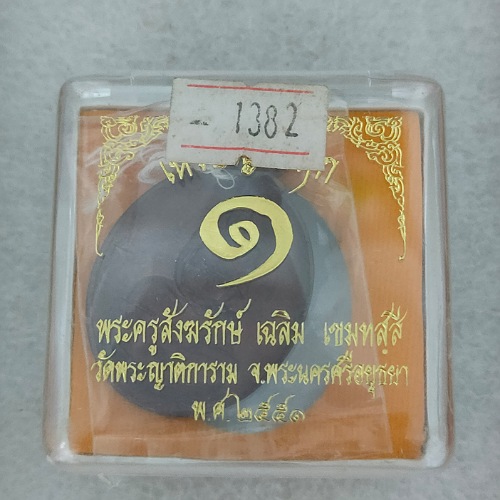 - 1382
๑
พระครูสังฆรักษ์ เฉลิม เขมทสฺสี
วัดพระญาติการาม จ.พระนครศรีอยุธยา
พ.ศ.๒๕๕๑